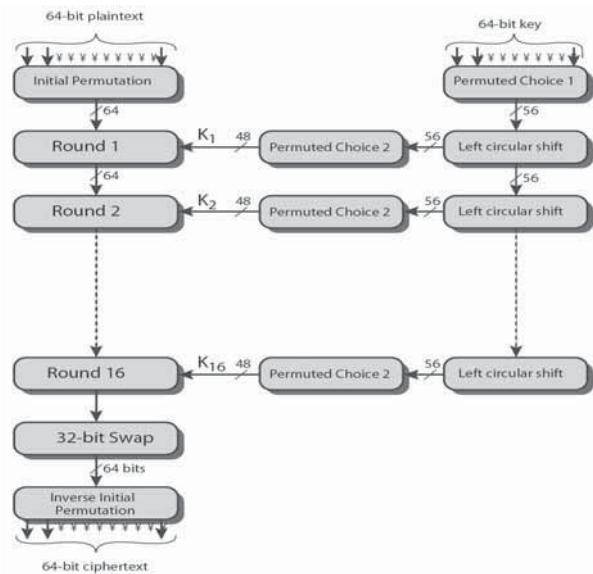 64-bit plaintext
64-bit key
¥ ¥ ¥ ¥ ¥ ¥ ¥ ¥
¥ ¥ ¥ ¥ ¥ ¥ ¥ ¥
Initial Permutation
Permuted Choice 1
64
56
Round 1
K1
48
Permuted Choice 2
56
Left circular shift
64
56
Round 2
K2
48
Permuted Choice 2
56
Left circular shift
Round 16
K16
48
Permuted Choice 2
56
Left circular shift
32-bit Swap
64 bits
Inverse Initial
Permutation
¥ ¥ ¥ ¥ ¥ ¥ ¥ ¥ ¥
64-bit ciphertext